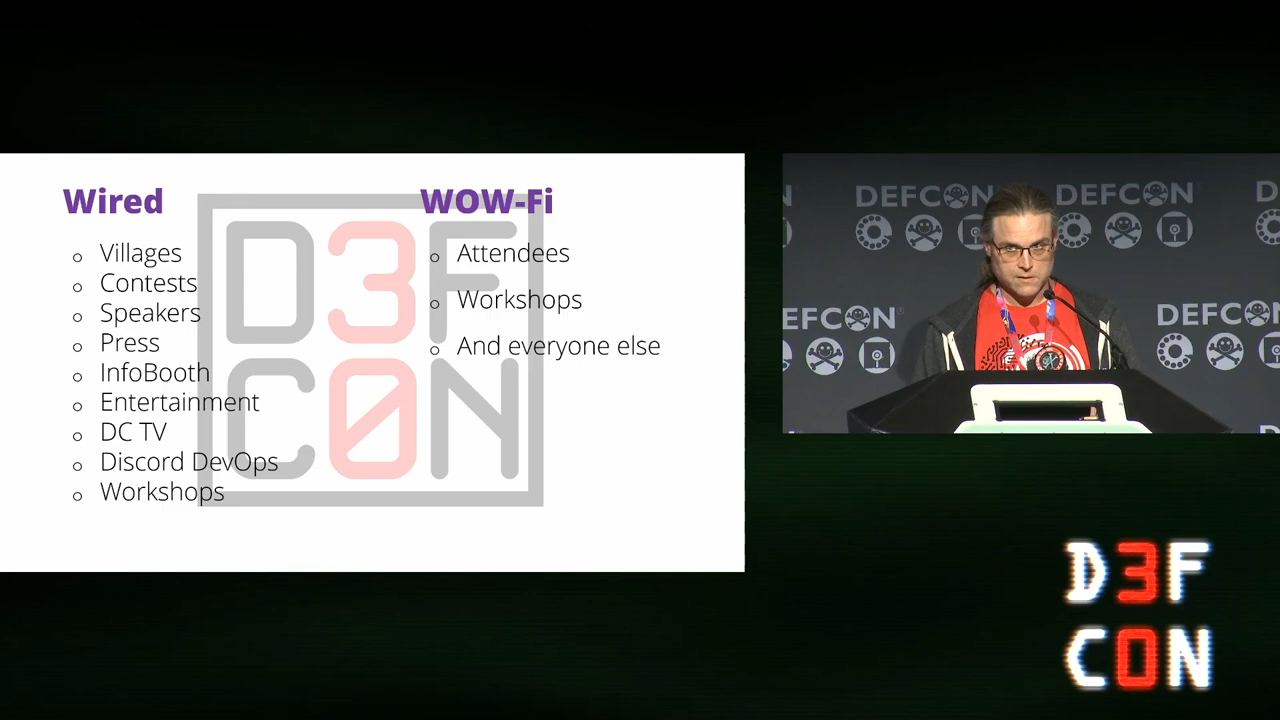 Wired
Villages
Contests
Speakers
Press
InfoBooth
Entertainment
DC TV
Discord DevOps
Workshops
WOW-Fi
Attendees
Workshops
And everyone else
D3F
C0N
DEFCON
DEFCON
EFCON
DEFCON
D3F
C0N